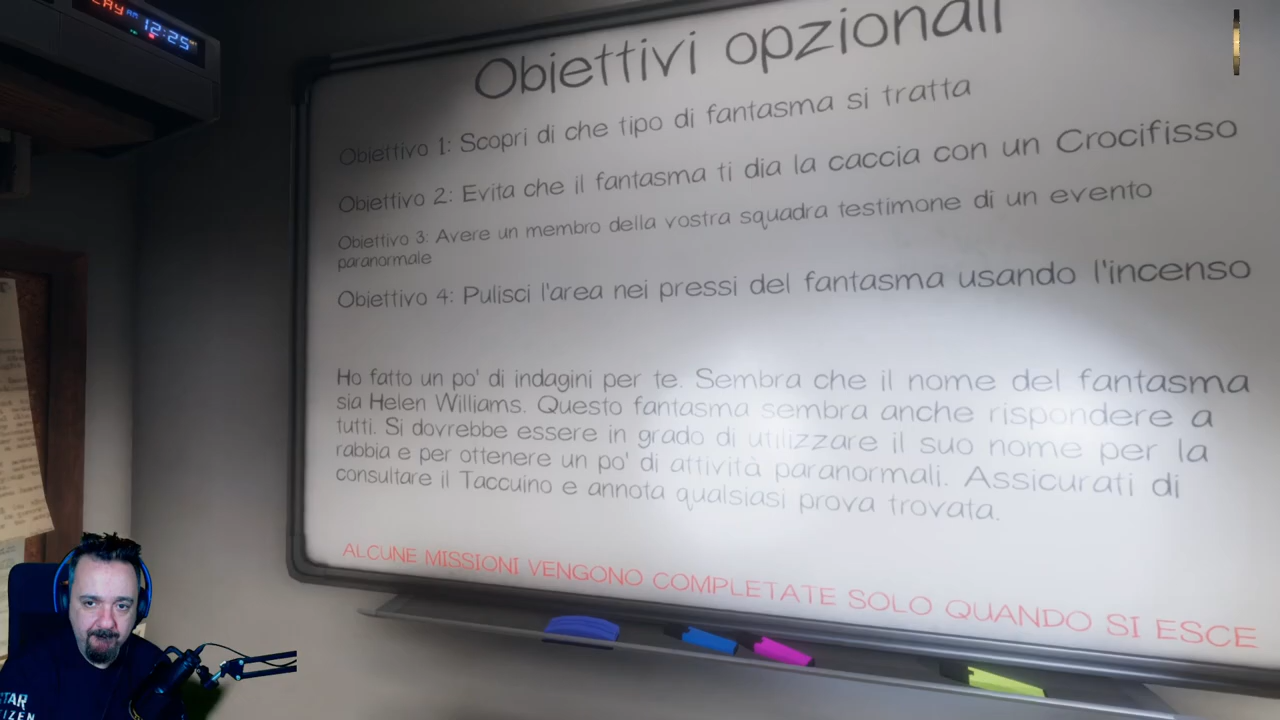 12:25
Obiettivi opzionali
Obiettivo 1: Scopri di che tipo di fantasma si tratta
Obiettivo 2: Evita che il fantasma ti dia la caccia con un Crocifisso
Obiettivo 3: Avere un membro della vostra squadra testimone di un evento
paranormale
Obiettivo 4: Pulisci l'area nei pressi del fantasma usando l'incenso
Ho fatto un po' di indagini per te. Sembra che il nome del fantasma
sia Helen Williams. Questo fantasma sembra anche rispondere a
tutti. Si dovrebbe essere in grado di utilizzare il suo nome per la
rabbia e per ottenere un po' di attività paranormali. Assicurati di
consultare il Taccuino e annota qualsiasi prova trovata.
ALCUNE MISSIONI VENGONO COMPLETATE SOLO QUANDO SI ESCE
STAR